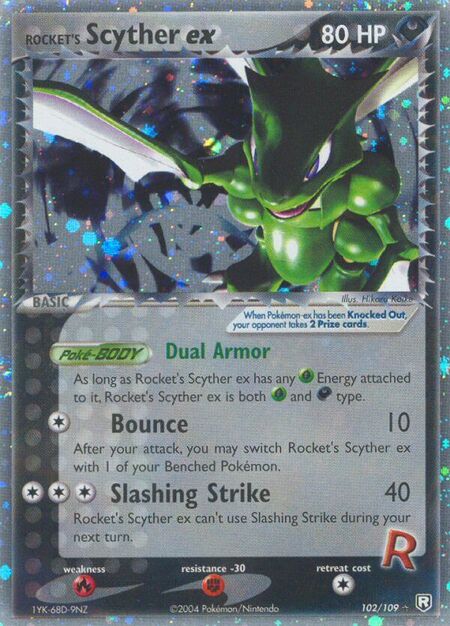 ROCKET'S Scyther ex 80 HP
BASIC
Illus. Hikaru Koike
When Pokémon-ex has been Knocked Out,
your opponent takes 2 Prize cards.
Poké-BODY Dual Armor
As long as Rocket's Scyther ex has any Energy attached
to it, Rocket's Scyther ex is both and type.
Bounce 10
After your attack, you may switch Rocket's Scyther ex
with 1 of your Benched Pokémon.
Slashing Strike 40
Rocket's Scyther ex can't use Slashing Strike during your
next turn.
R
weakness resistance -30 retreat cost
1YK-68D-9NZ ©2004 Pokémon/Nintendo 102/109 R